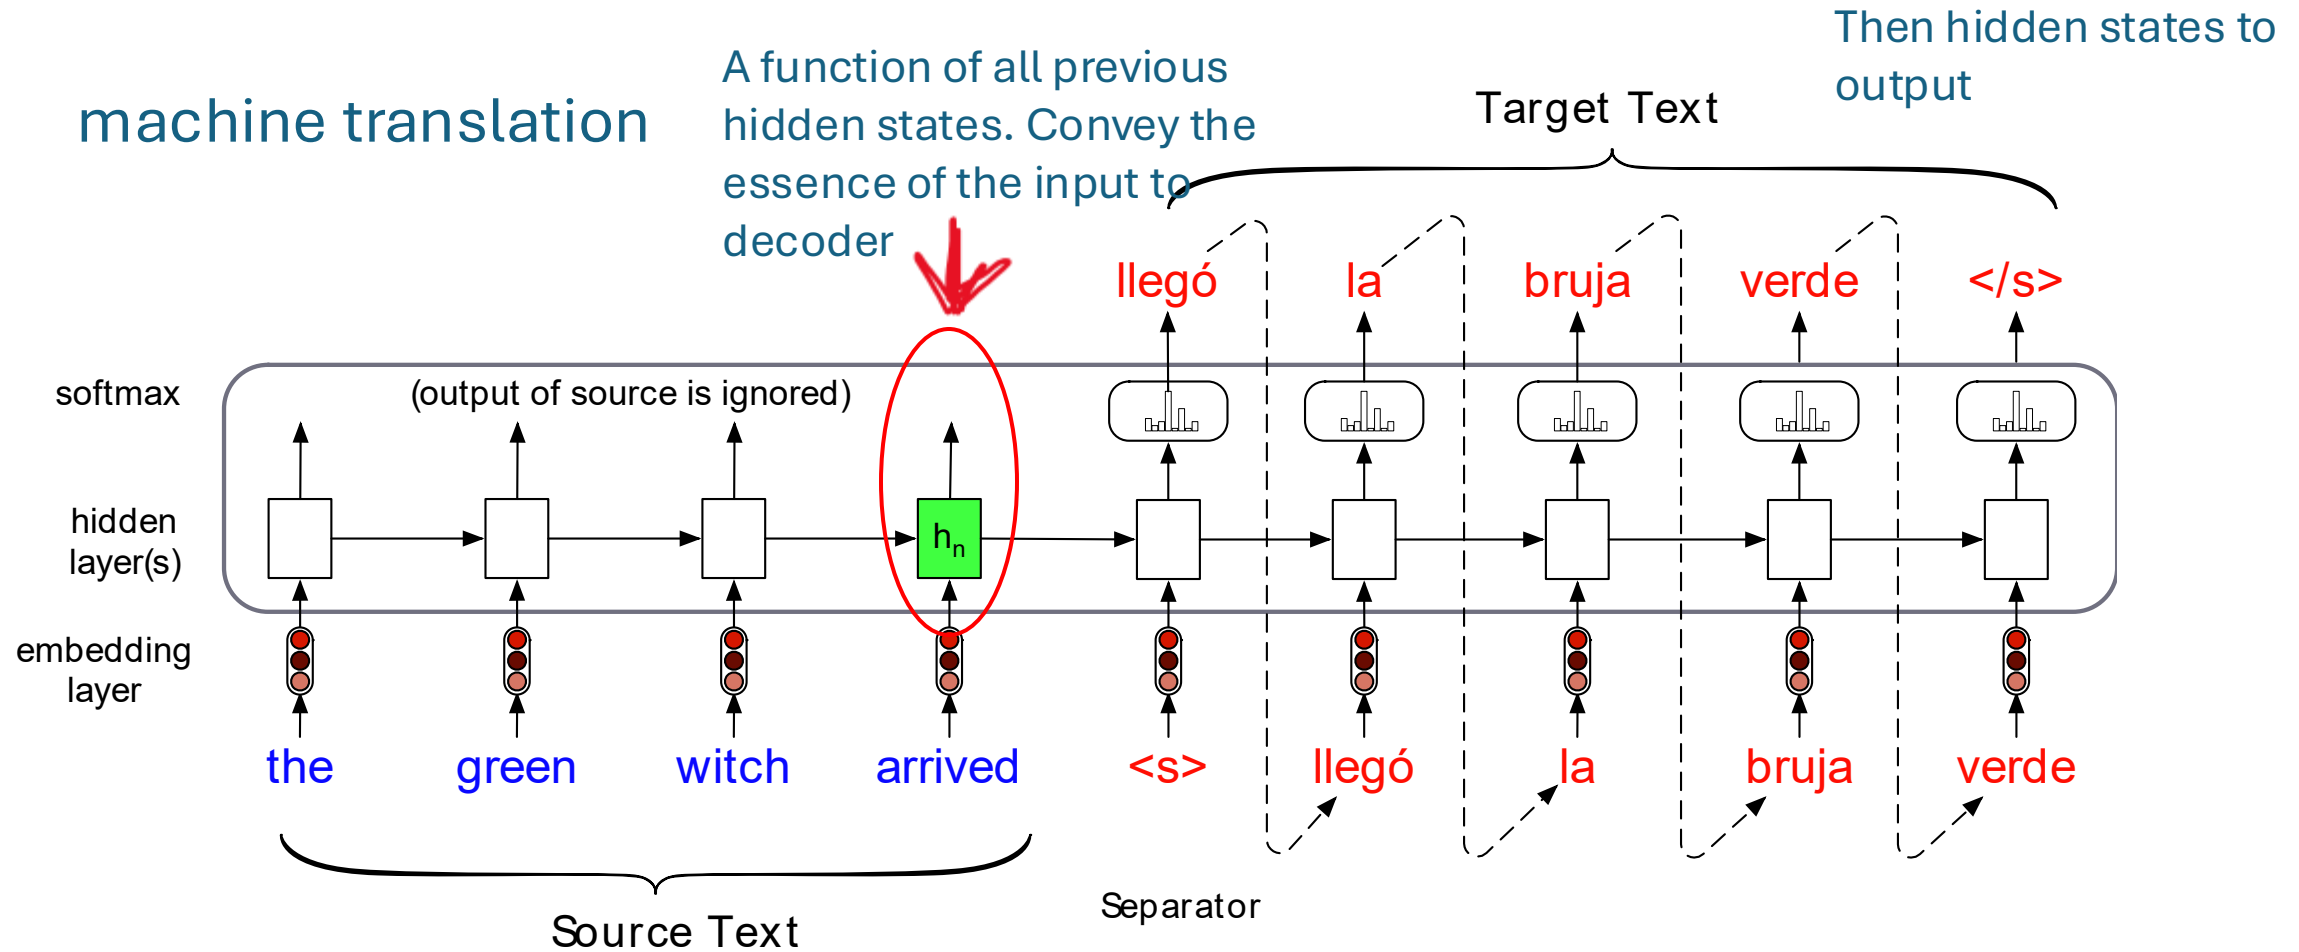 machine translation
A function of all previous
hidden states. Convey the
essence of the input to
decoder
Then hidden states to
output
Target Text
llegó la bruja verde </s>
softmax
(output of source is ignored)
hidden
layer(s)
hn
embedding
layer
the green witch arrived <s> llegó la bruja verde
Separator
Source Text